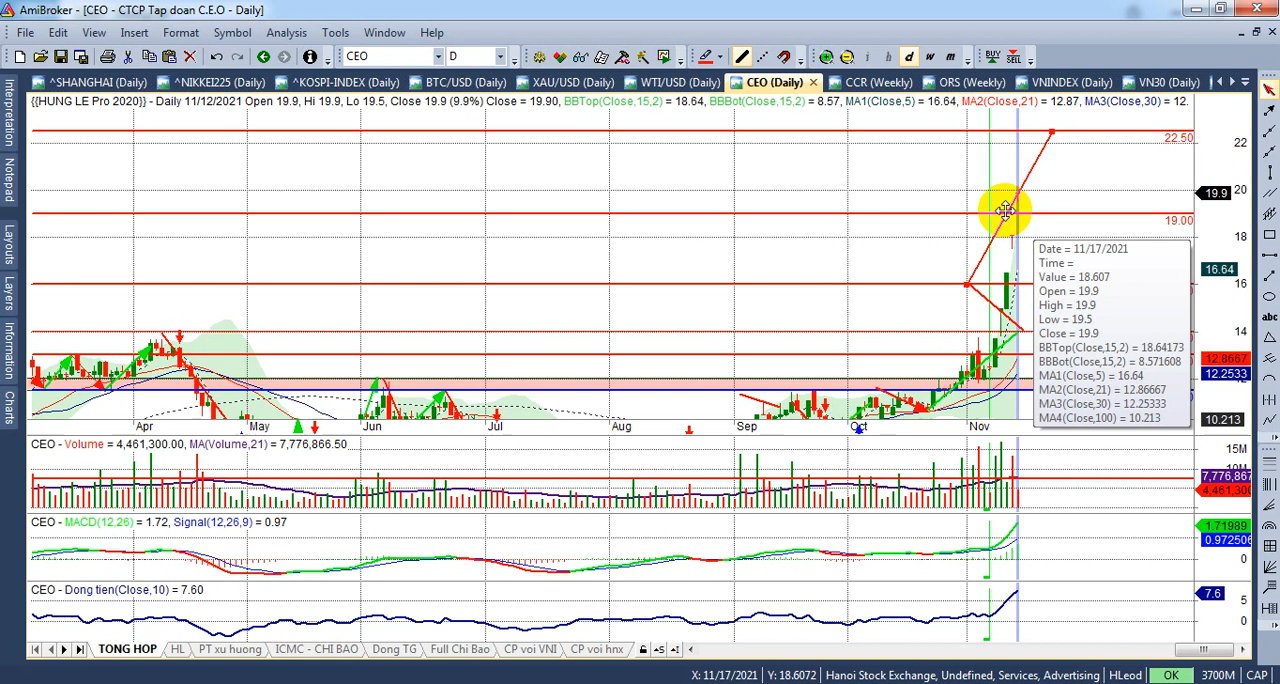 AmiBroker - [CEO - CTCP Tap doan C.E.O - Daily]
File Edit View Insert Format Symbol Analysis Tools Window Help
CEO D i h d w m BUY SELL
^SHANGHAI (Daily) ^NIKKEI225 (Daily) ^KOSPI-INDEX (Daily) BTC/USD (Daily) XAU/USD (Daily) WTI/USD (Daily) CEO (Daily) CCR (Weekly) ORS (Weekly) VNINDEX (Daily) VN30 (Daily)
Interpretation
Notepad
Layouts
Layers
Information
Charts
{{HUNG LE Pro 2020}} - Daily 11/12/2021 Open 19.9, Hi 19.9, Lo 19.5, Close 19.9 (9.9%) Close = 19.90, BBTop(Close,15,2) = 18.64, BBBot(Close,15,2) = 8.57, MA1(Close,5) = 16.64, MA2(Close,21) = 12.87, MA3(Close,30) = 12.
22.50
22
20
19.9
19.00
18
16.64
16
14
12.8667
12.2533
10.213
Date = 11/17/2021
Time =
Value = 18.607
Open = 19.9
High = 19.9
Low = 19.5
Close = 19.9
BBTop(Close,15,2) = 18.64173
BBBot(Close,15,2) = 8.571608
MA1(Close,5) = 16.64
MA2(Close,21) = 12.86667
MA3(Close,30) = 12.25333
MA4(Close,100) = 10.213
Apr May Jun Jul Aug Sep Oct Nov
CEO - Volume = 4,461,300.00, MA(Volume,21) = 7,776,866.50
15M
7,776,867
4,461,300
CEO - MACD(12,26) = 1.72, Signal(12,26,9) = 0.97
1.71989
0.972506
0
CEO - Dong tien(Close,10) = 7.60
7.6
5
0
TONG HOP HL PT xu huong ICMC - CHI BAO Dong TG Full Chi Bao CP voi VNI CP voi hnx
X: 11/17/2021 Y: 18.6072 Hanoi Stock Exchange, Undefined, Services, Advertising HLeod OK 3700M CAP
abc